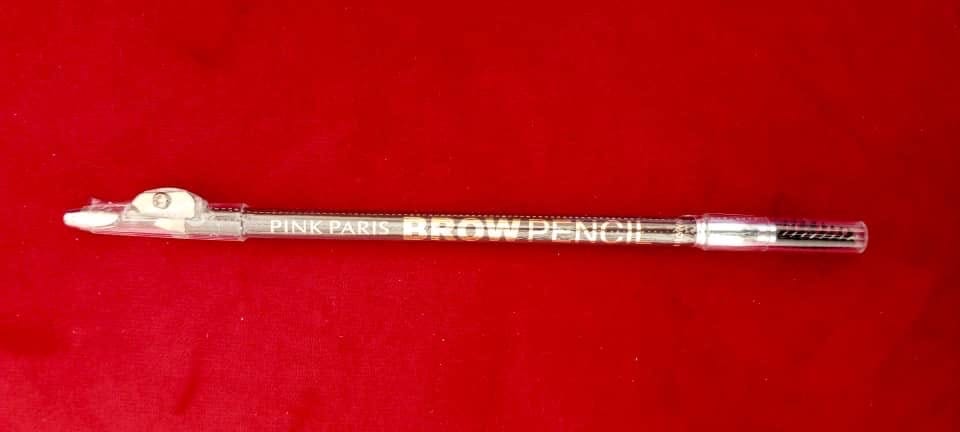 PINK PARIS BROW PENCIL